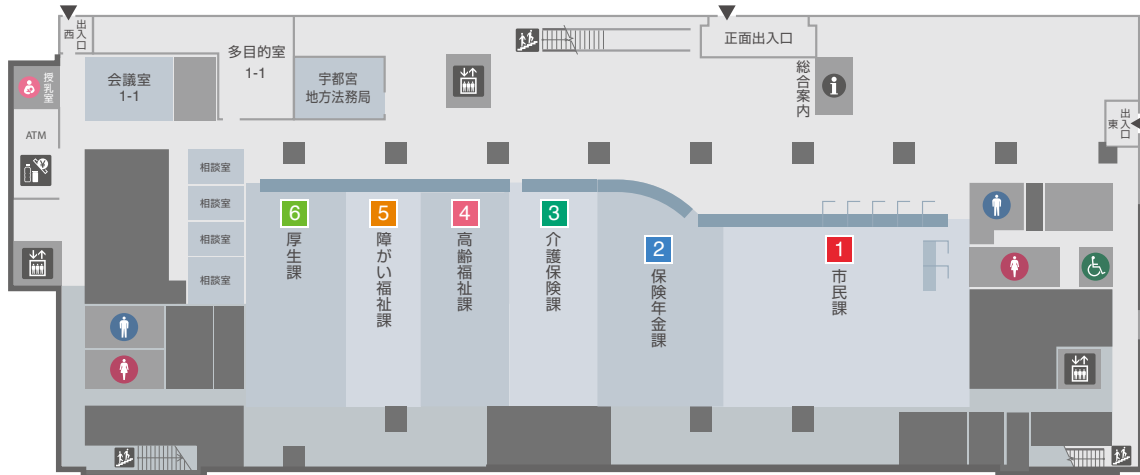 西
出入口
正面出入口
多目的室
1-1
会議室
1-1
宇都宮
地方法務局
総合案内
授乳室
ATM
東
出入口
相談室
相談室
相談室
相談室
6
厚生課
5
障がい福祉課
4
高齢福祉課
3
介護保険課
2
保険年金課
1
市民課